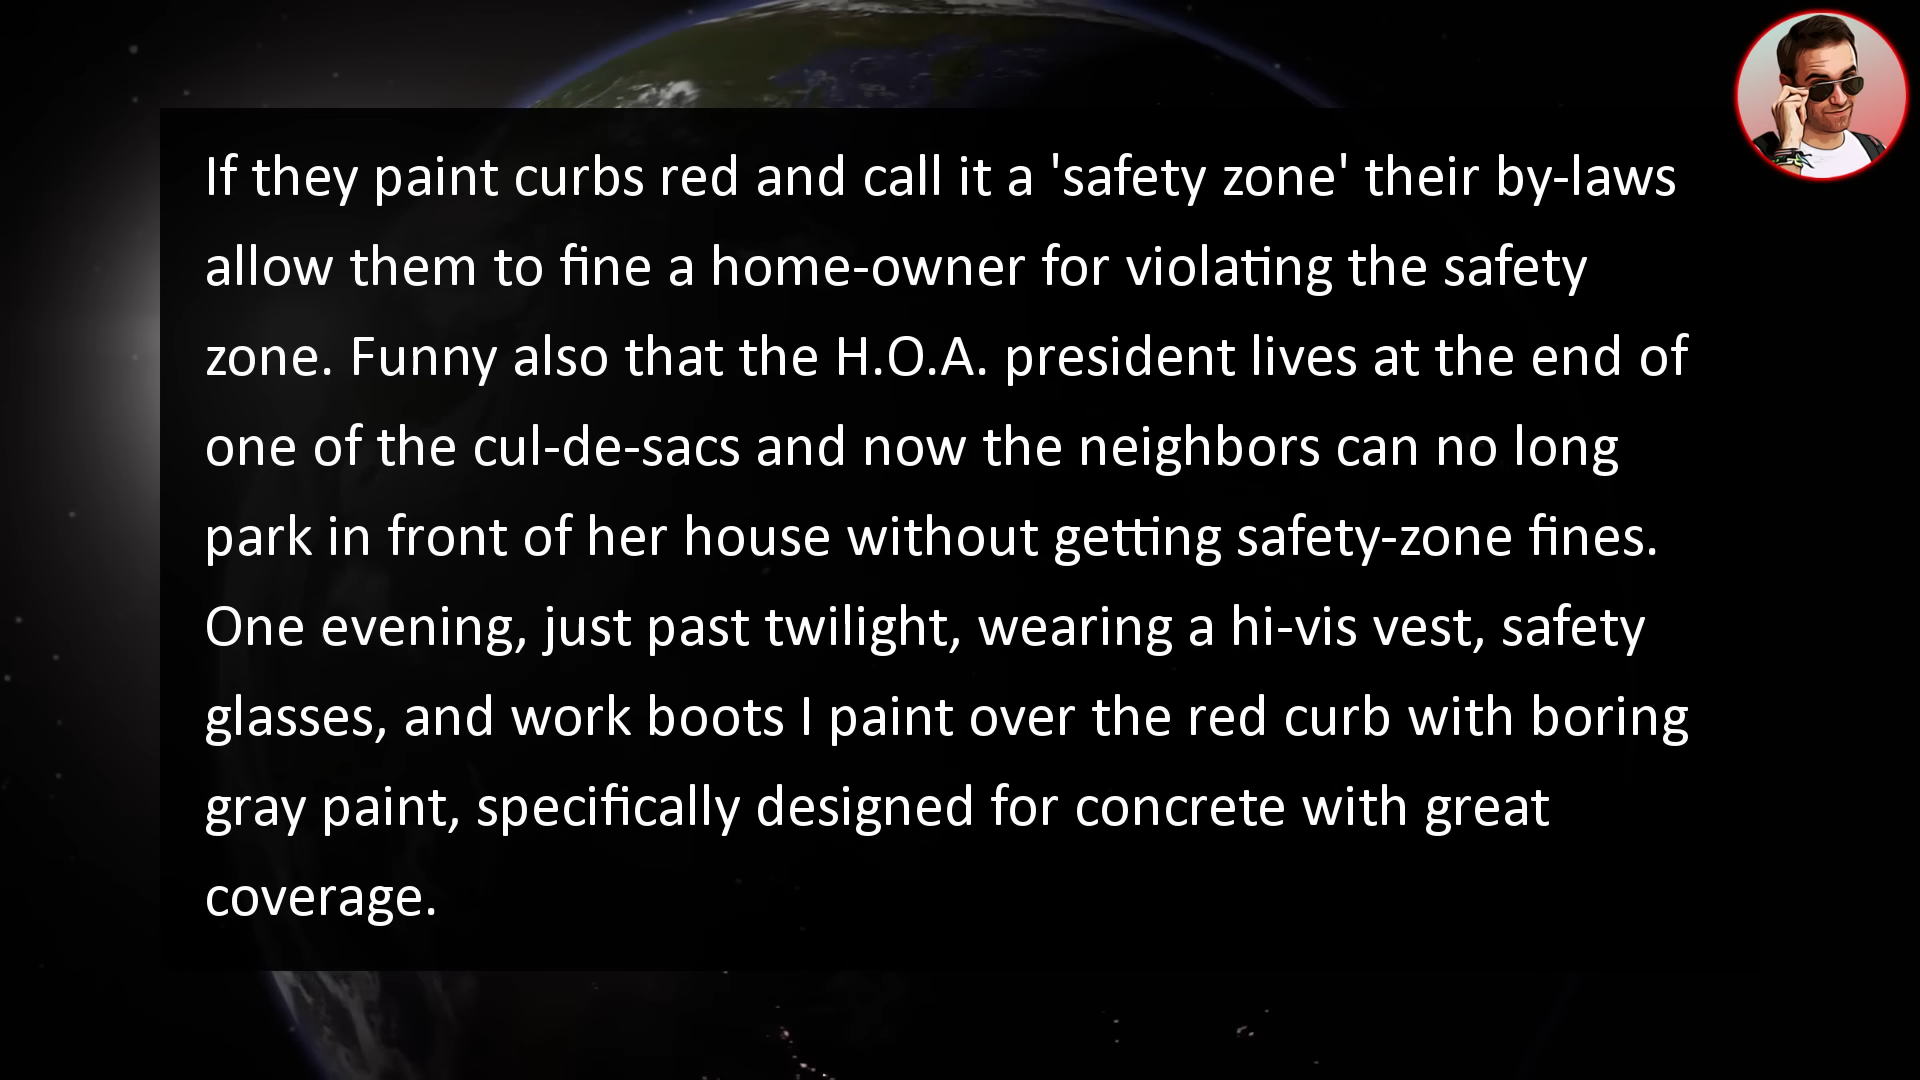 If they paint curbs red and call it a 'safety zone' their by-laws
allow them to fine a home-owner for violating the safety
zone. Funny also that the H.O.A. president lives at the end of
one of the cul-de-sacs and now the neighbors can no long
park in front of her house without getting safety-zone fines.
One evening, just past twilight, wearing a hi-vis vest, safety
glasses, and work boots I paint over the red curb with boring
gray paint, specifically designed for concrete with great
coverage.